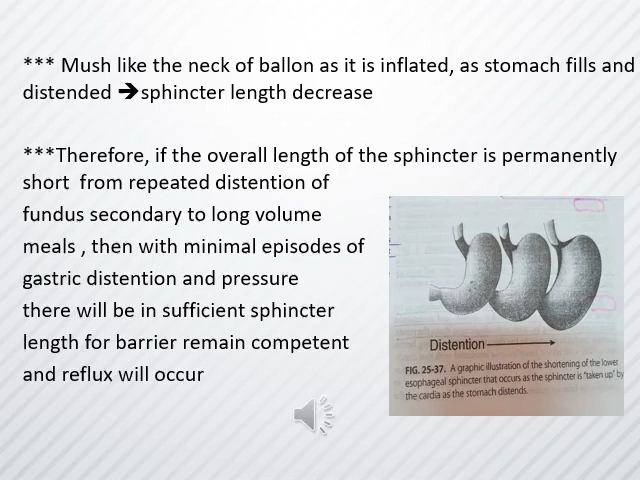 *** Mush like the neck of ballon as it is inflated, as stomach fills and
distended ➔sphincter length decrease
***Therefore, if the overall length of the sphincter is permanently
short from repeated distention of
fundus secondary to long volume
meals , then with minimal episodes of
gastric distention and pressure
there will be in sufficient sphincter
length for barrier remain competent
and reflux will occur
Distention
FIG. 25-37. A graphic illustration of the shortening of the lower
esophageal sphincter that occurs as the sphincter is "taken up" by
the cardia as the stomach distends.